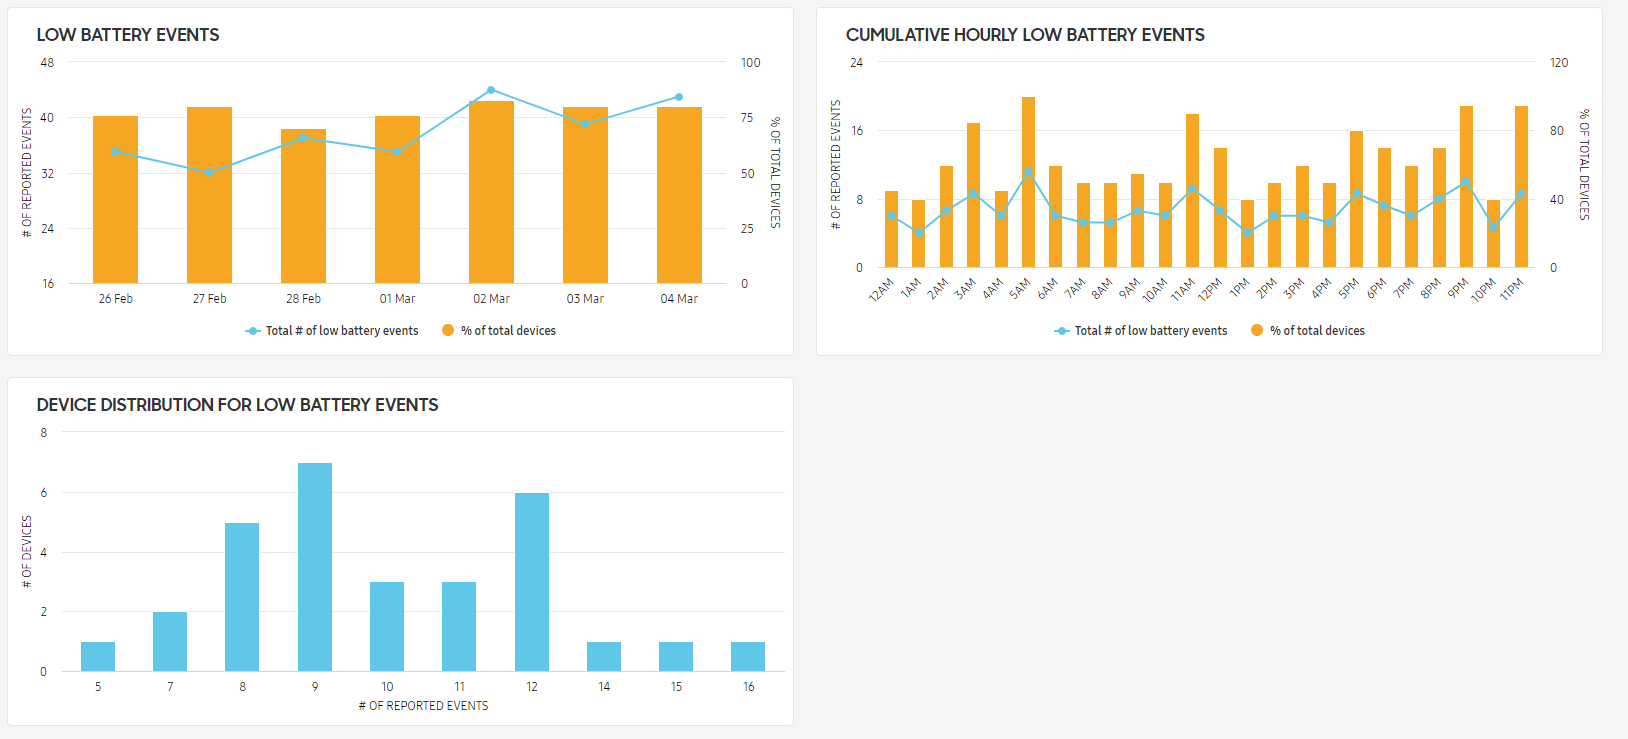 LOW BATTERY EVENTS
48
40
32
24
16
# OF REPORTED EVENTS
100
75
50
25
0
% OF TOTAL DEVICES
26 Feb 27 Feb 28 Feb 01 Mar 02 Mar 03 Mar 04 Mar
Total # of low battery events % of total devices
CUMULATIVE HOURLY LOW BATTERY EVENTS
24
16
8
0
# OF REPORTED EVENTS
120
80
40
0
% OF TOTAL DEVICES
12AM 1AM 2AM 3AM 4AM 5AM 6AM 7AM 8AM 9AM 10AM 11AM 12PM 1PM 2PM 3PM 4PM 5PM 6PM 7PM 8PM 9PM 10PM 11PM
Total # of low battery events % of total devices
DEVICE DISTRIBUTION FOR LOW BATTERY EVENTS
8
6
4
2
0
# OF DEVICES
5 7 8 9 10 11 12 14 15 16
# OF REPORTED EVENTS